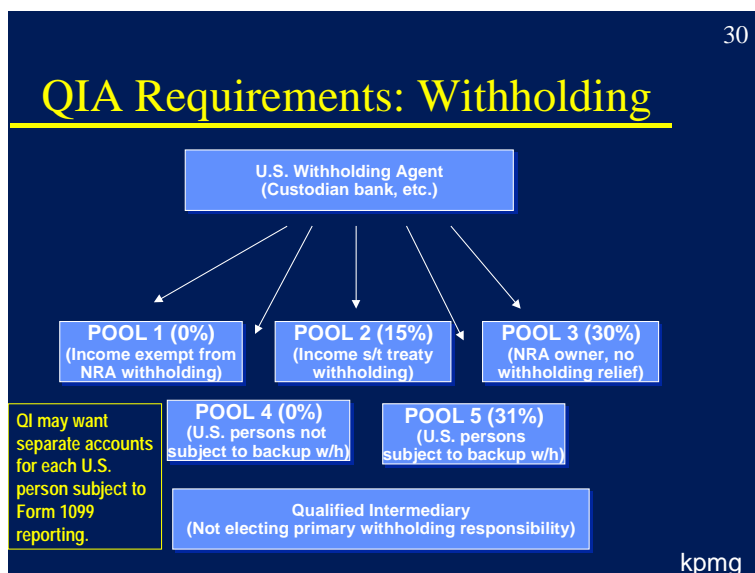 30
QIA Requirements: Withholding
U.S. Withholding Agent
(Custodian bank, etc.)
POOL 1 (0%)
(Income exempt from
NRA withholding)
POOL 2 (15%)
(Income s/t treaty
withholding)
POOL 3 (30%)
(NRA owner, no
withholding relief)
POOL 4 (0%)
(U.S. persons not
subject to backup w/h)
POOL 5 (31%)
(U.S. persons
subject to backup w/h)
QI may want
separate accounts
for each U.S.
person subject to
Form 1099
reporting.
Qualified Intermediary
(Not electing primary withholding responsibility)
kpmg